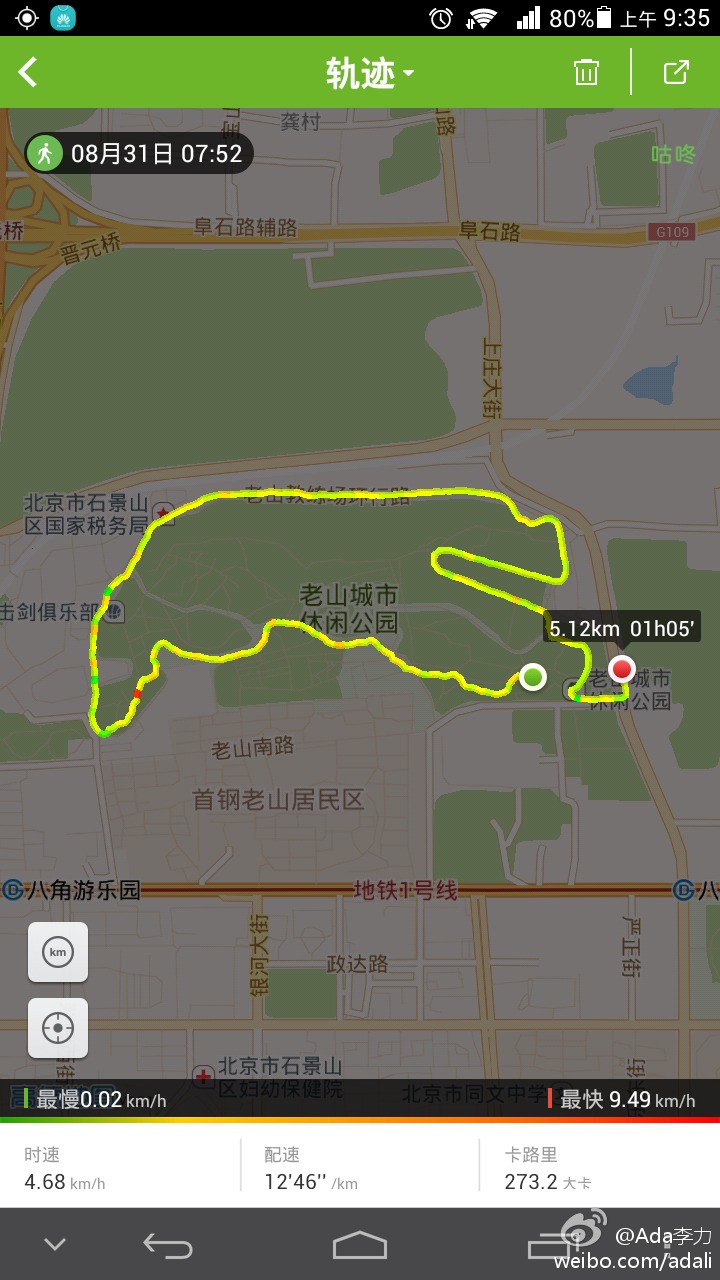 80% 上午 9:35
轨迹
08月31日 07:52
咕咚
龚村
阜石路辅路
阜石路
G109
晋元桥
上庄大街
北京市石景山
区国家税务局
老山教练场环行路
击剑俱乐部
老山城市
休闲公园
5.12km 01h05'
老山城市
休闲公园
老山南路
首钢老山居民区
八角游乐园
地铁1号线
八
km
银河大街
政达路
严正街
北京市石景山
区妇幼保健院
北京市同文中学
最慢0.02 km/h
最快 9.49 km/h
时速
配速
卡路里
4.68 km/h
12'46'' /km
273.2 大卡
@Ada李力
weibo.com/adali